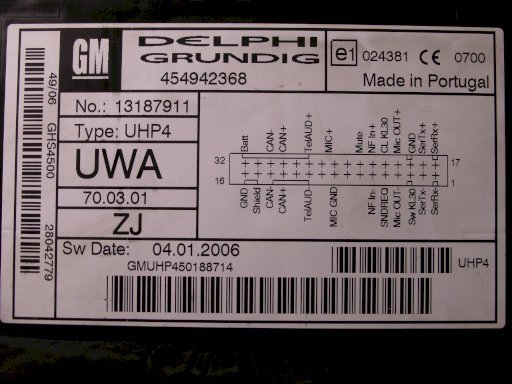 GM
DELPHI
GRUNDIG
454942368
e1 024381 CE 0700
Made in Portugal
49/06 GHS4500 28042779
No.: 13187911
Type: UHP4
UWA
70.03.01
ZJ
Batt CAN- CAN+ TelAUD+ MIC+ Mute NF In+ CL KL30 Mic OUT+ GND SerTx+ SerRx+
32 17
16 1
GND Shield CAN- CAN+ TelAUD- MIC GND NF In- SNDREQ Mic OUT- Sw KL30 SerTx- SerRx-
Sw Date: 04.01.2006
GMUHP450188714
UHP4